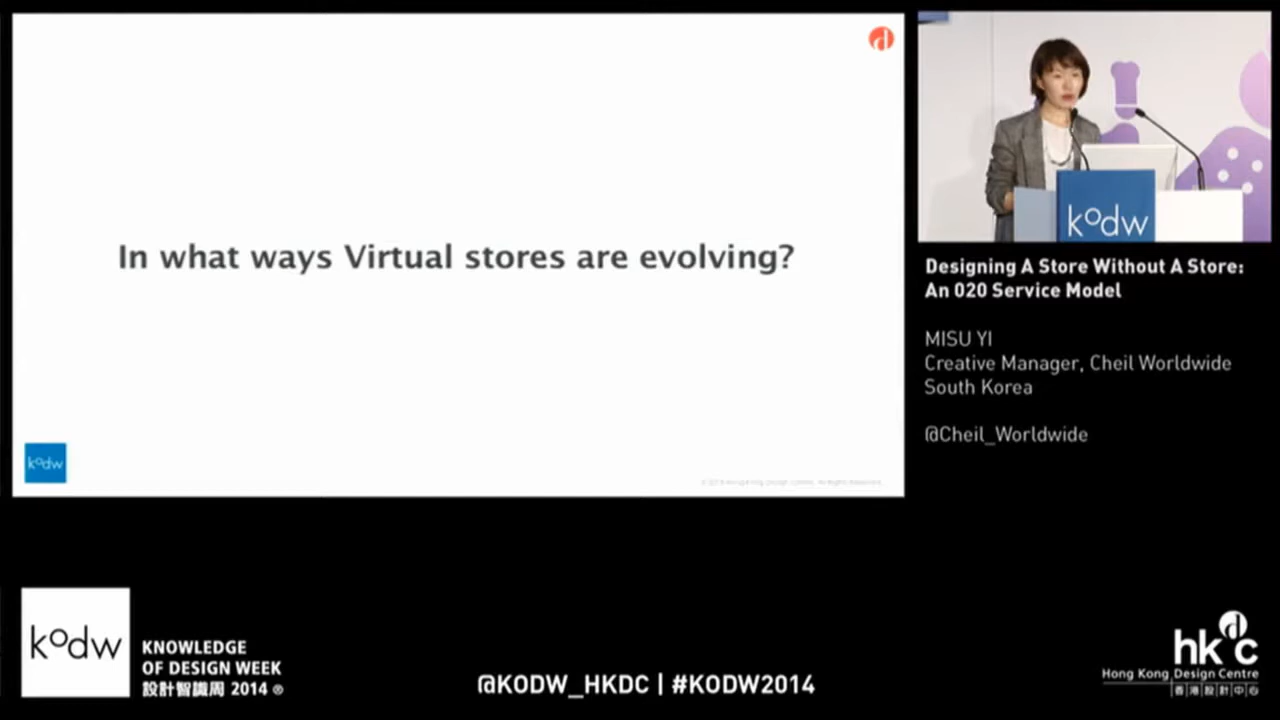 In what ways Virtual stores are evolving?
kodw
kodw
Designing A Store Without A Store:
An O2O Service Model
MISU YI
Creative Manager, Cheil Worldwide
South Korea
@Cheil_Worldwide
kodw
KNOWLEDGE
OF DESIGN WEEK
設計智識周 2014 ®
@KODW_HKDC | #KODW2014
hkdc
Hong Kong Design Centre
香港設計中心